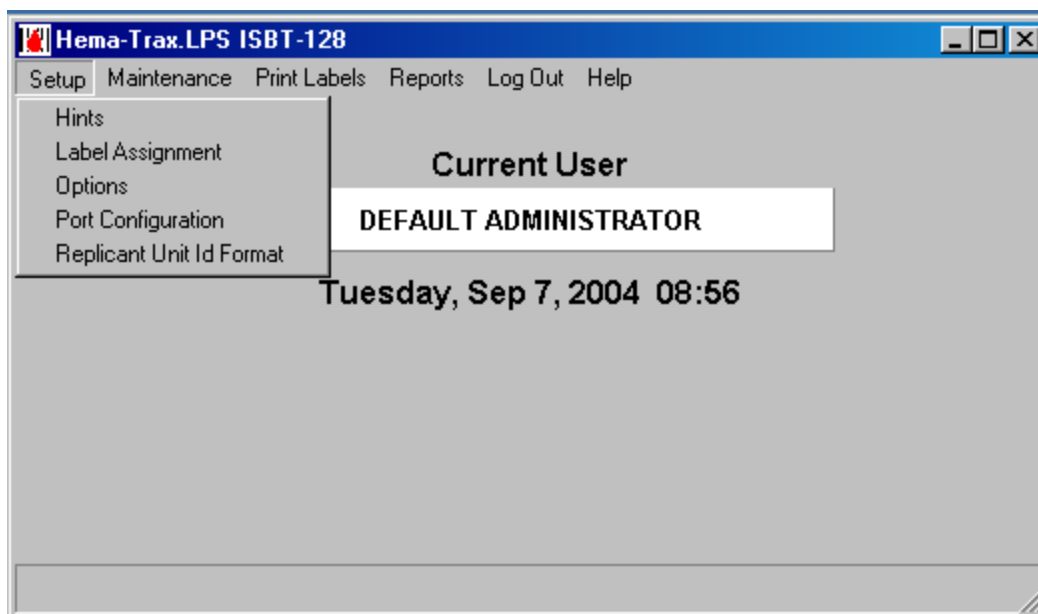 Hema-Trax.LPS ISBT-128
Setup Maintenance Print Labels Reports Log Out Help
Hints
Label Assignment
Options
Port Configuration
Replicant Unit Id Format
Current User
DEFAULT ADMINISTRATOR
Tuesday, Sep 7, 2004 08:56